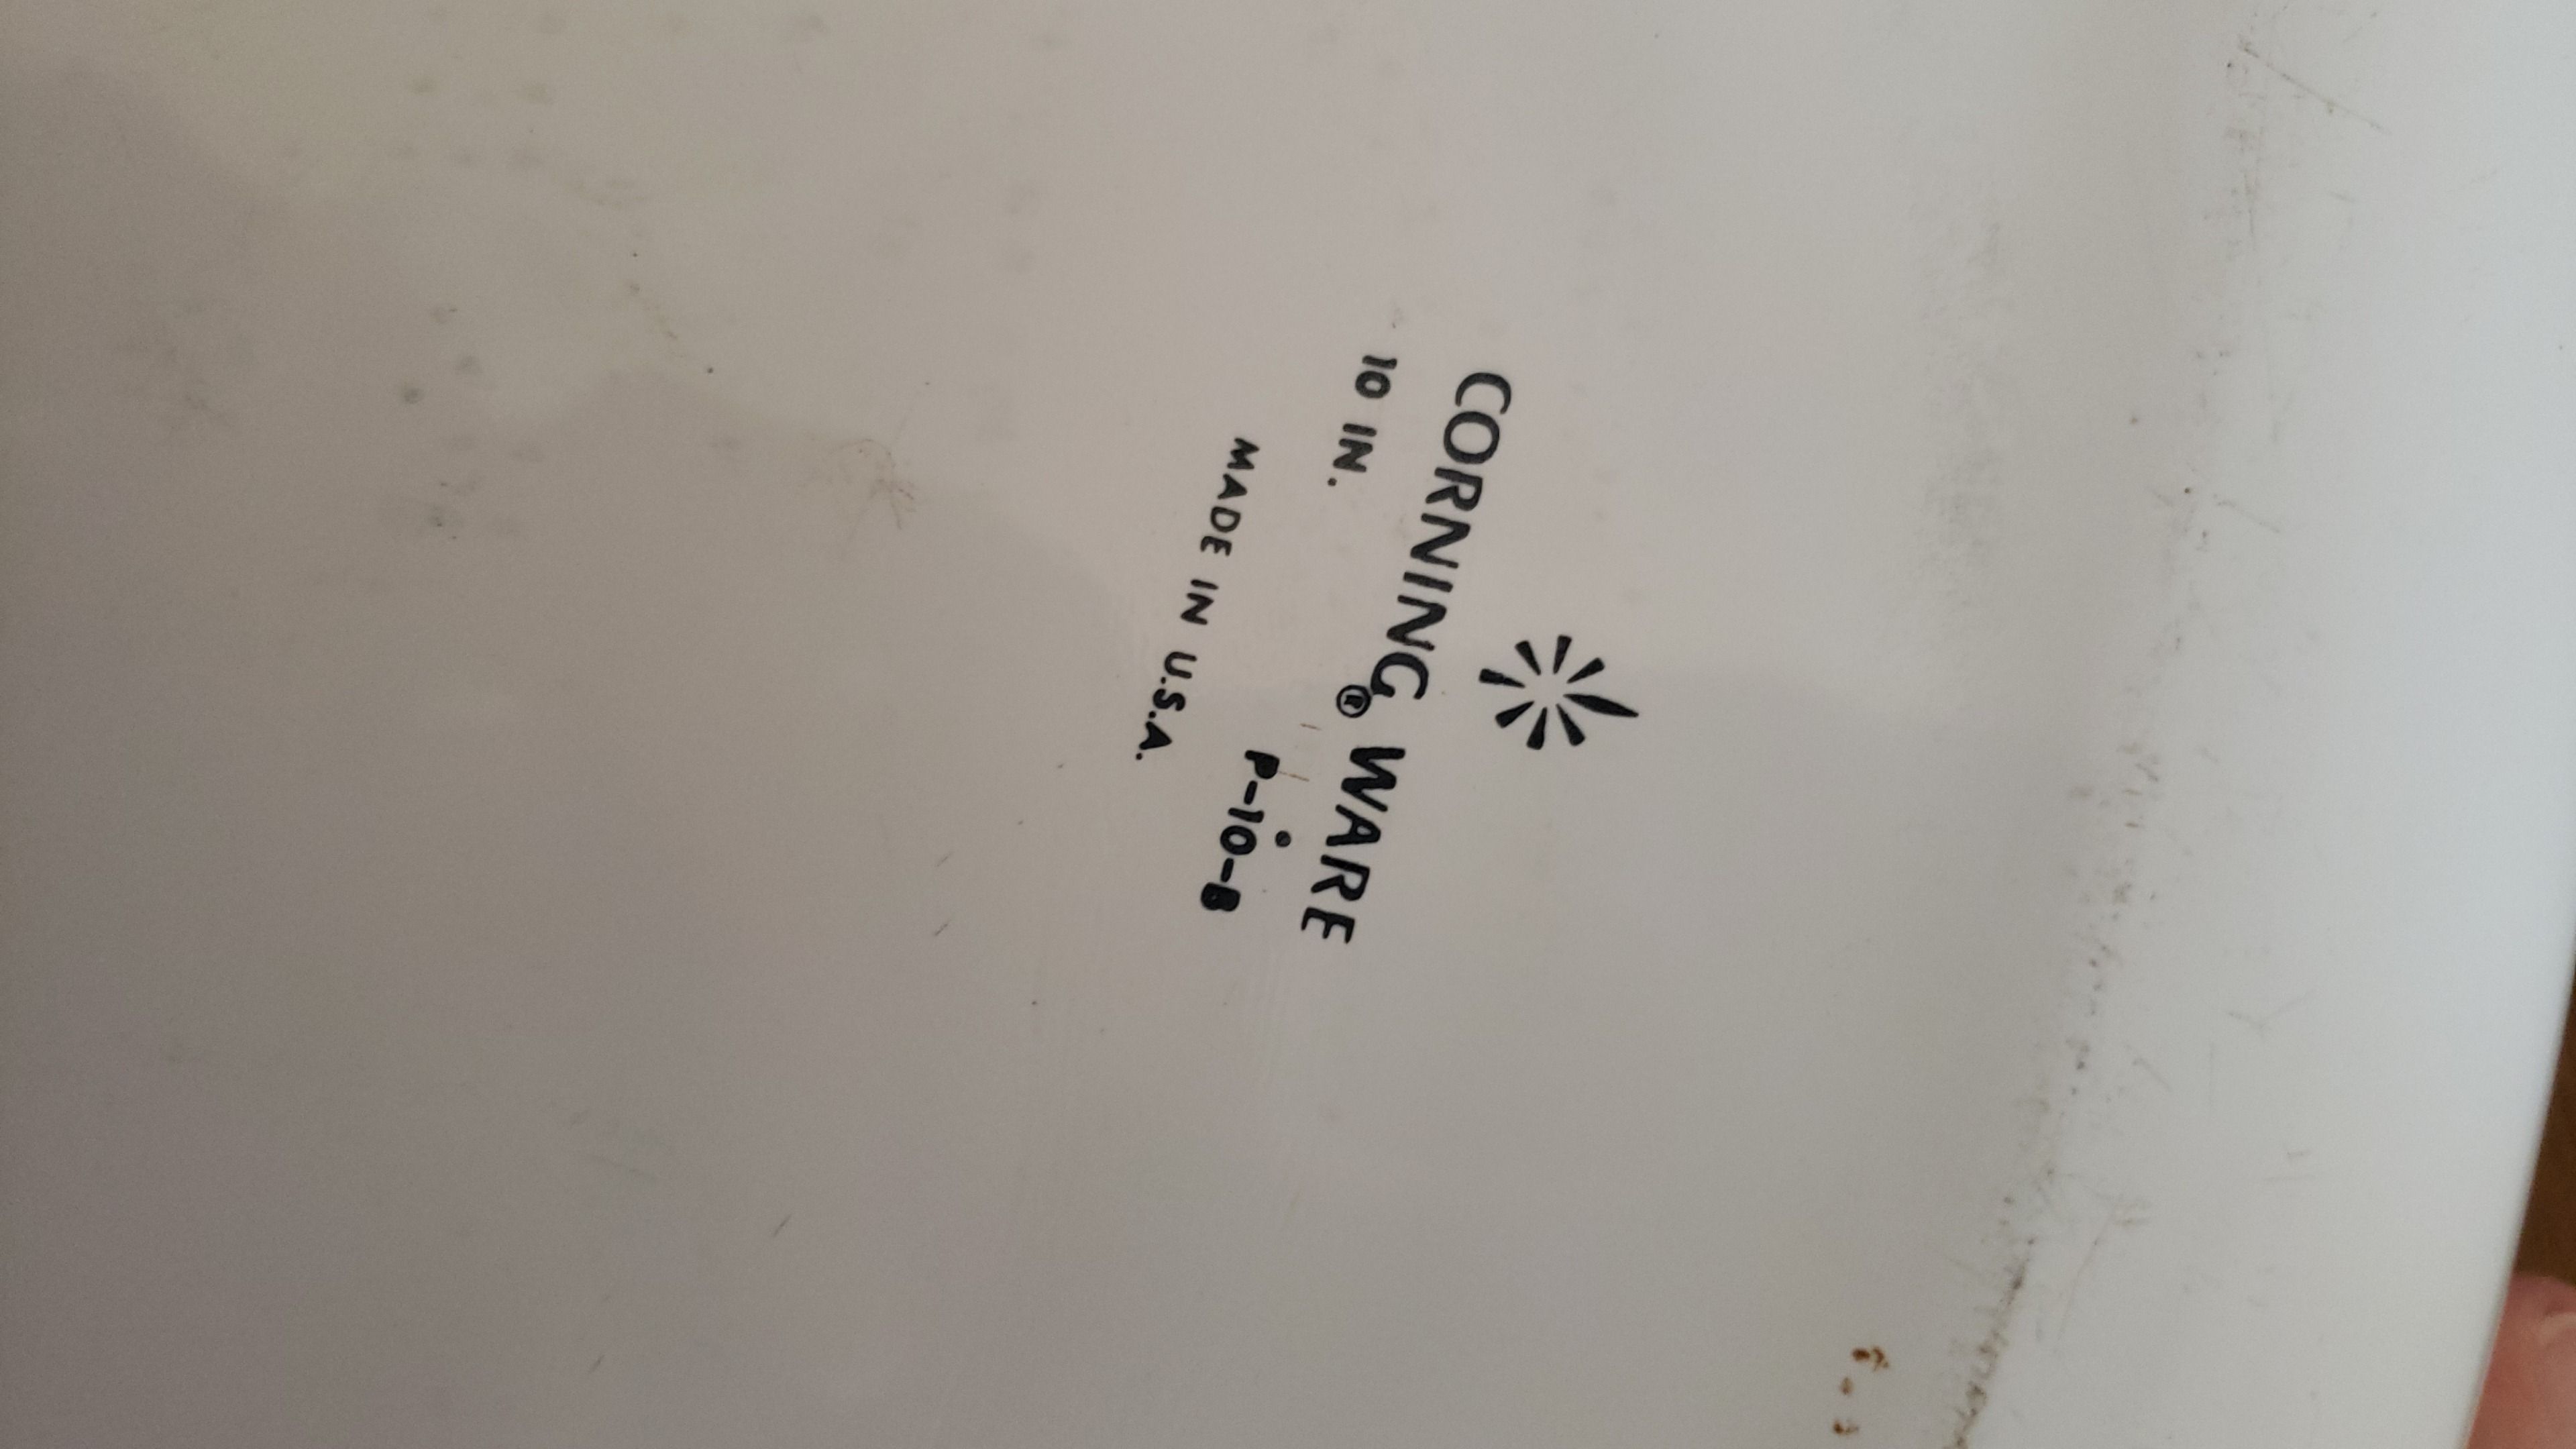 CORNING® WARE
10 IN. P-10-B
MADE IN U.S.A.